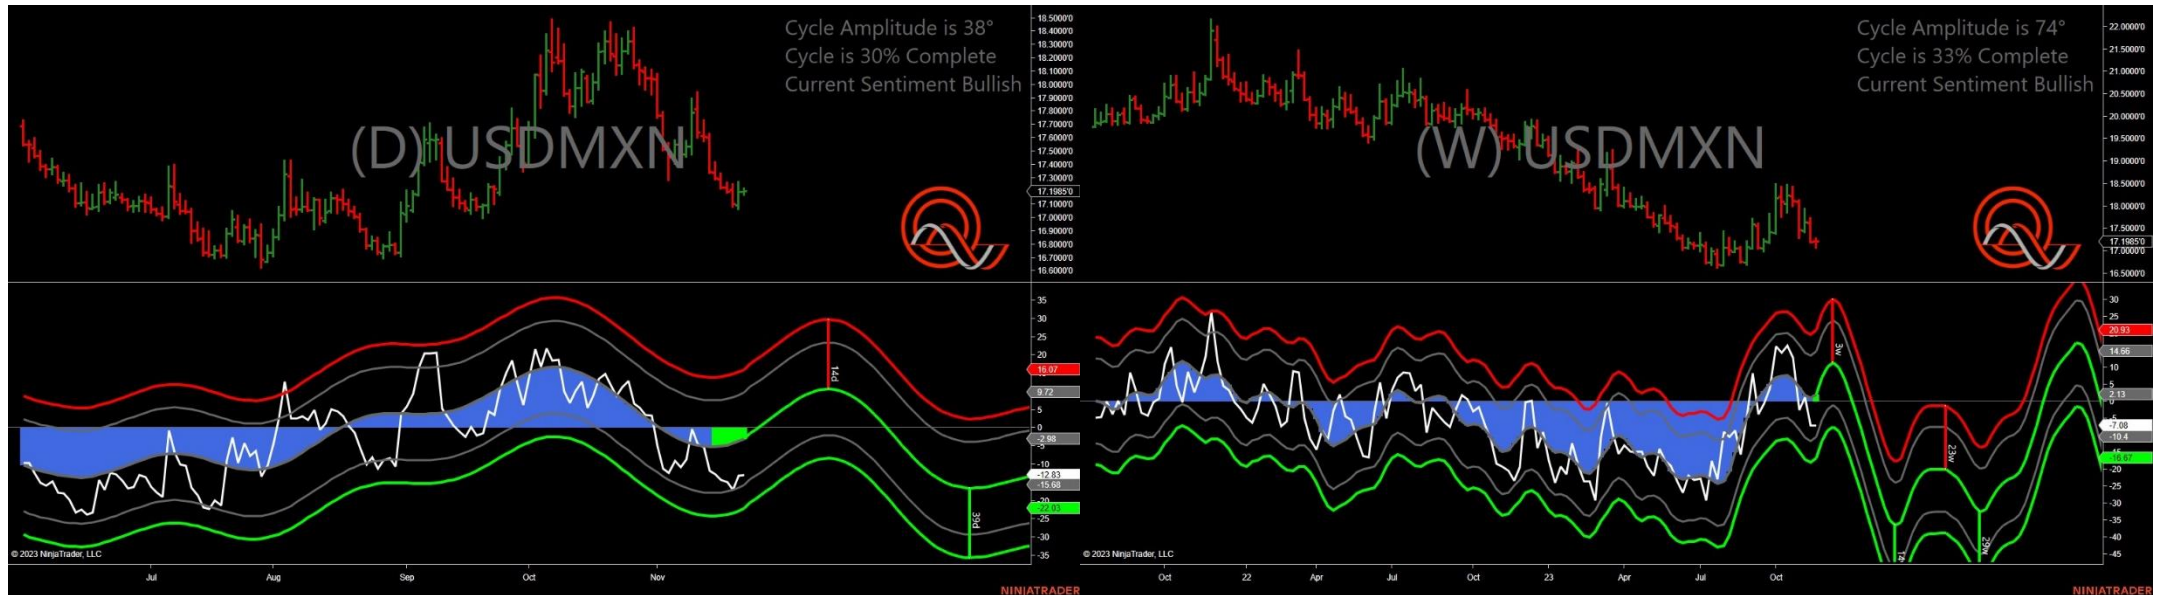 Cycle Amplitude is 38°
Cycle is 30% Complete
Current Sentiment Bullish
(D) USDMXN
18.5000'0
18.4000'0
18.3000'0
18.2000'0
18.1000'0
18.0000'0
17.9000'0
17.8000'0
17.7000'0
17.6000'0
17.5000'0
17.4000'0
17.3000'0
17.1985'0
17.1000'0
17.0000'0
16.9000'0
16.8000'0
16.7000'0
16.6000'0
35
30
25
20
16.07
9.72
5
0
-2.98
-5
-10
-12.83
-15.68
-20
-22.03
-25
-30
-35
14d
39d
© 2023 NinjaTrader, LLC
Jul
Aug
Sep
Oct
Nov
NINJATRADER
Cycle Amplitude is 74°
Cycle is 33% Complete
Current Sentiment Bullish
(W) USDMXN
22.0000'0
21.5000'0
21.0000'0
20.5000'0
20.0000'0
19.5000'0
19.0000'0
18.5000'0
18.0000'0
17.5000'0
17.1985'0
17.0000'0
16.5000'0
30
25
20.93
14.66
10
5
2.13
0
-5
-7.08
-10.4
-16.67
-20
-25
-30
-35
-40
-45
3w
23w
29w
© 2023 NinjaTrader, LLC
Oct
22
Apr
Jul
Oct
23
Apr
Jul
Oct
NINJATRADER